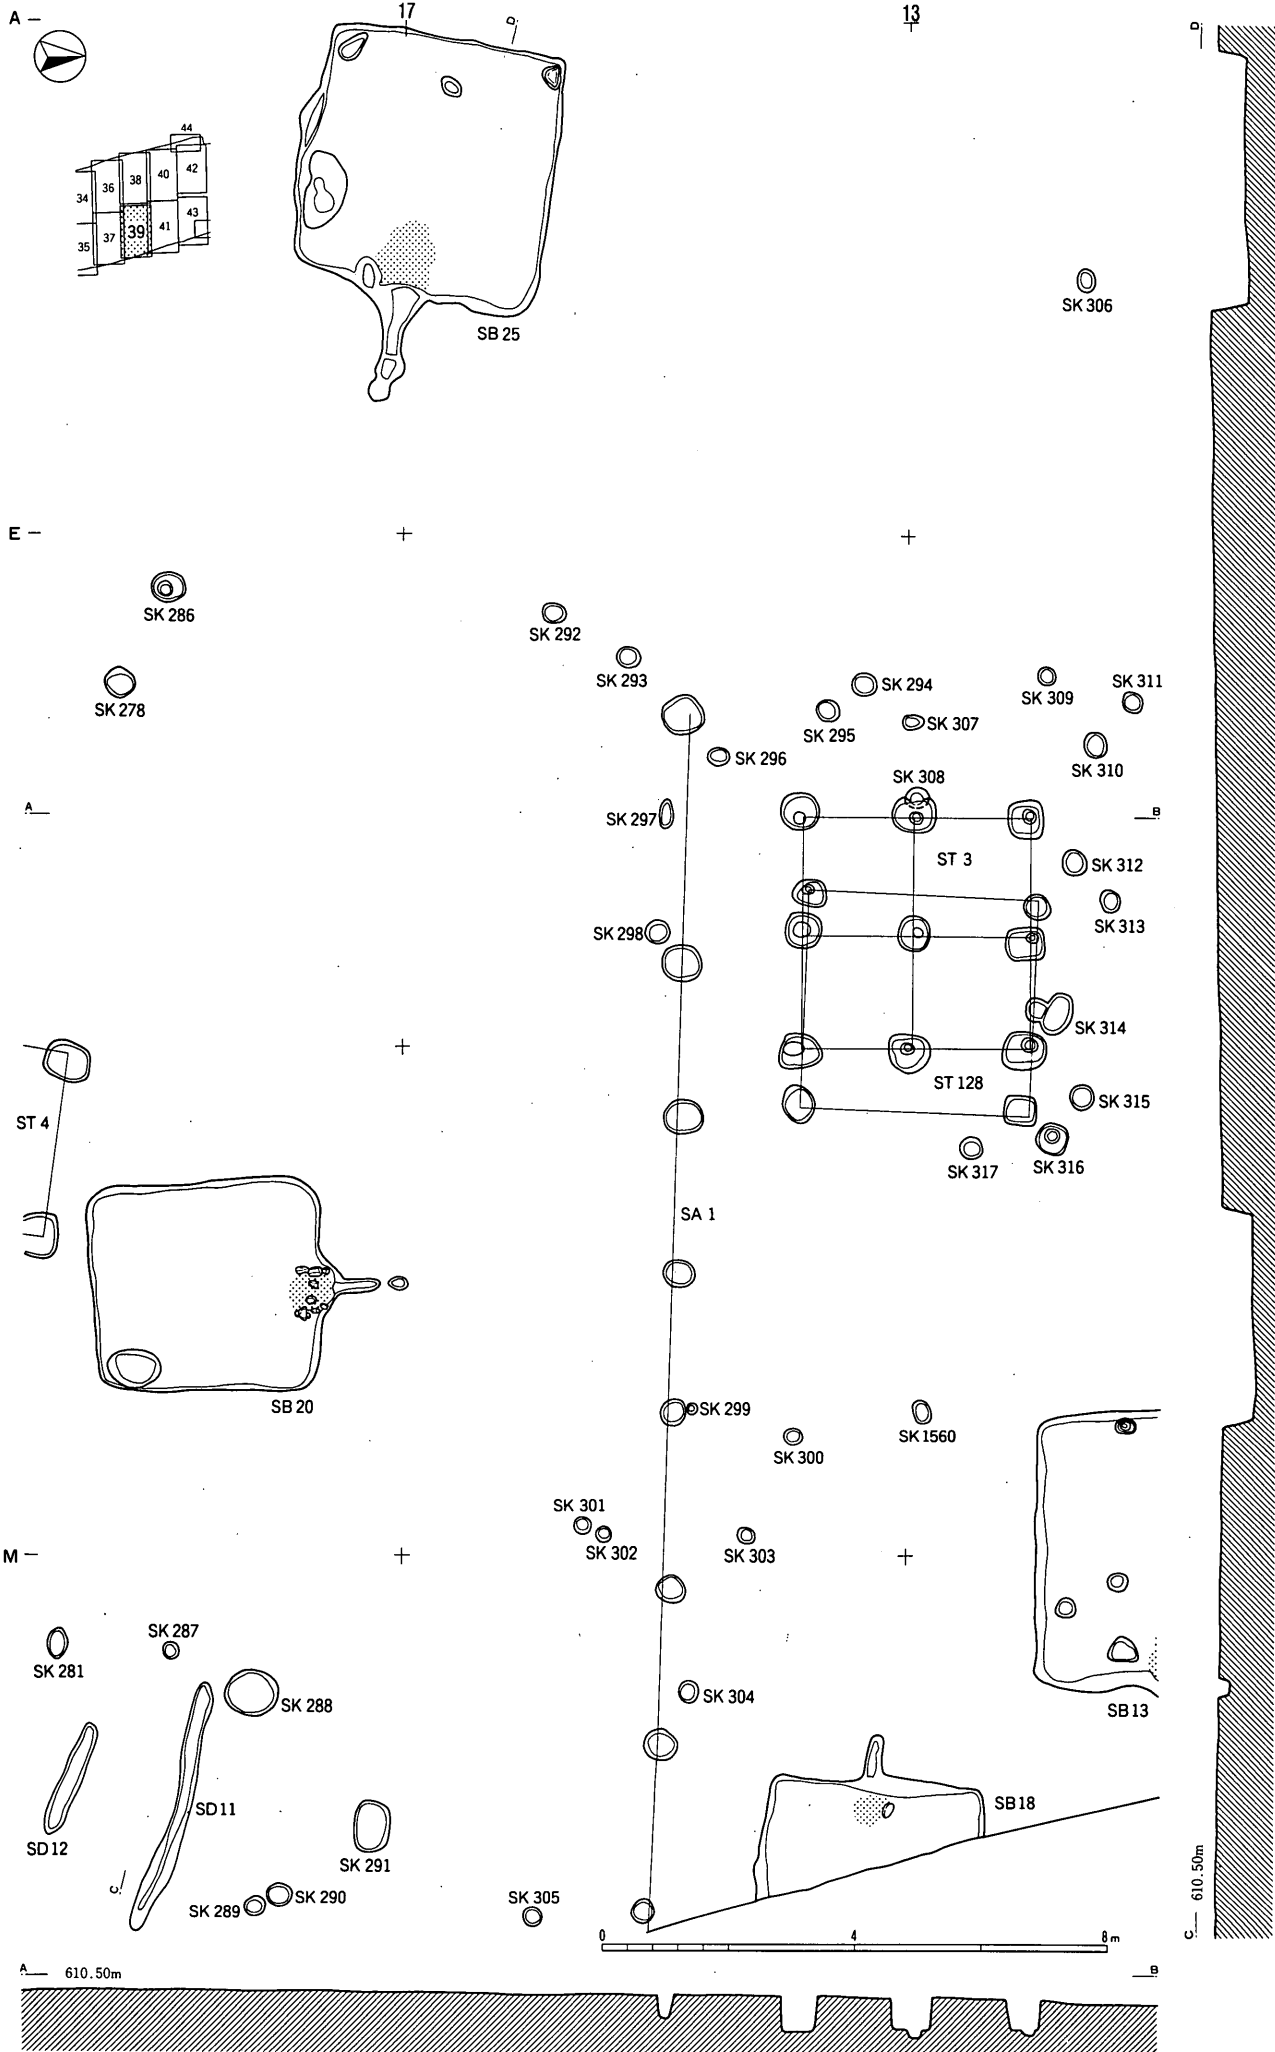 A 17 13
D
D
44
36 38 40 42
34
37 39 41 43
35
SB 25
SK 306
E
SK 286
SK 292
SK 278
SK 293
SK 294
SK 309
SK 311
SK 295
SK 307
SK 310
SK 296
SK 308
A
SK 297
B
ST 3
SK 312
SK 313
SK 298
SK 314
ST 128
ST 4
SK 315
SK 317
SK 316
SA 1
SB 20
SK 299
SK 1560
SK 300
SK 301
SK 302
SK 303
M
SK 287
SK 281
SK 288
SK 304
SB 13
SD 11
SB 18
SD 12
SK 291
C
SK 289
SK 290
SK 305
C 610.50m
0 4 8 m
A 610.50m
B